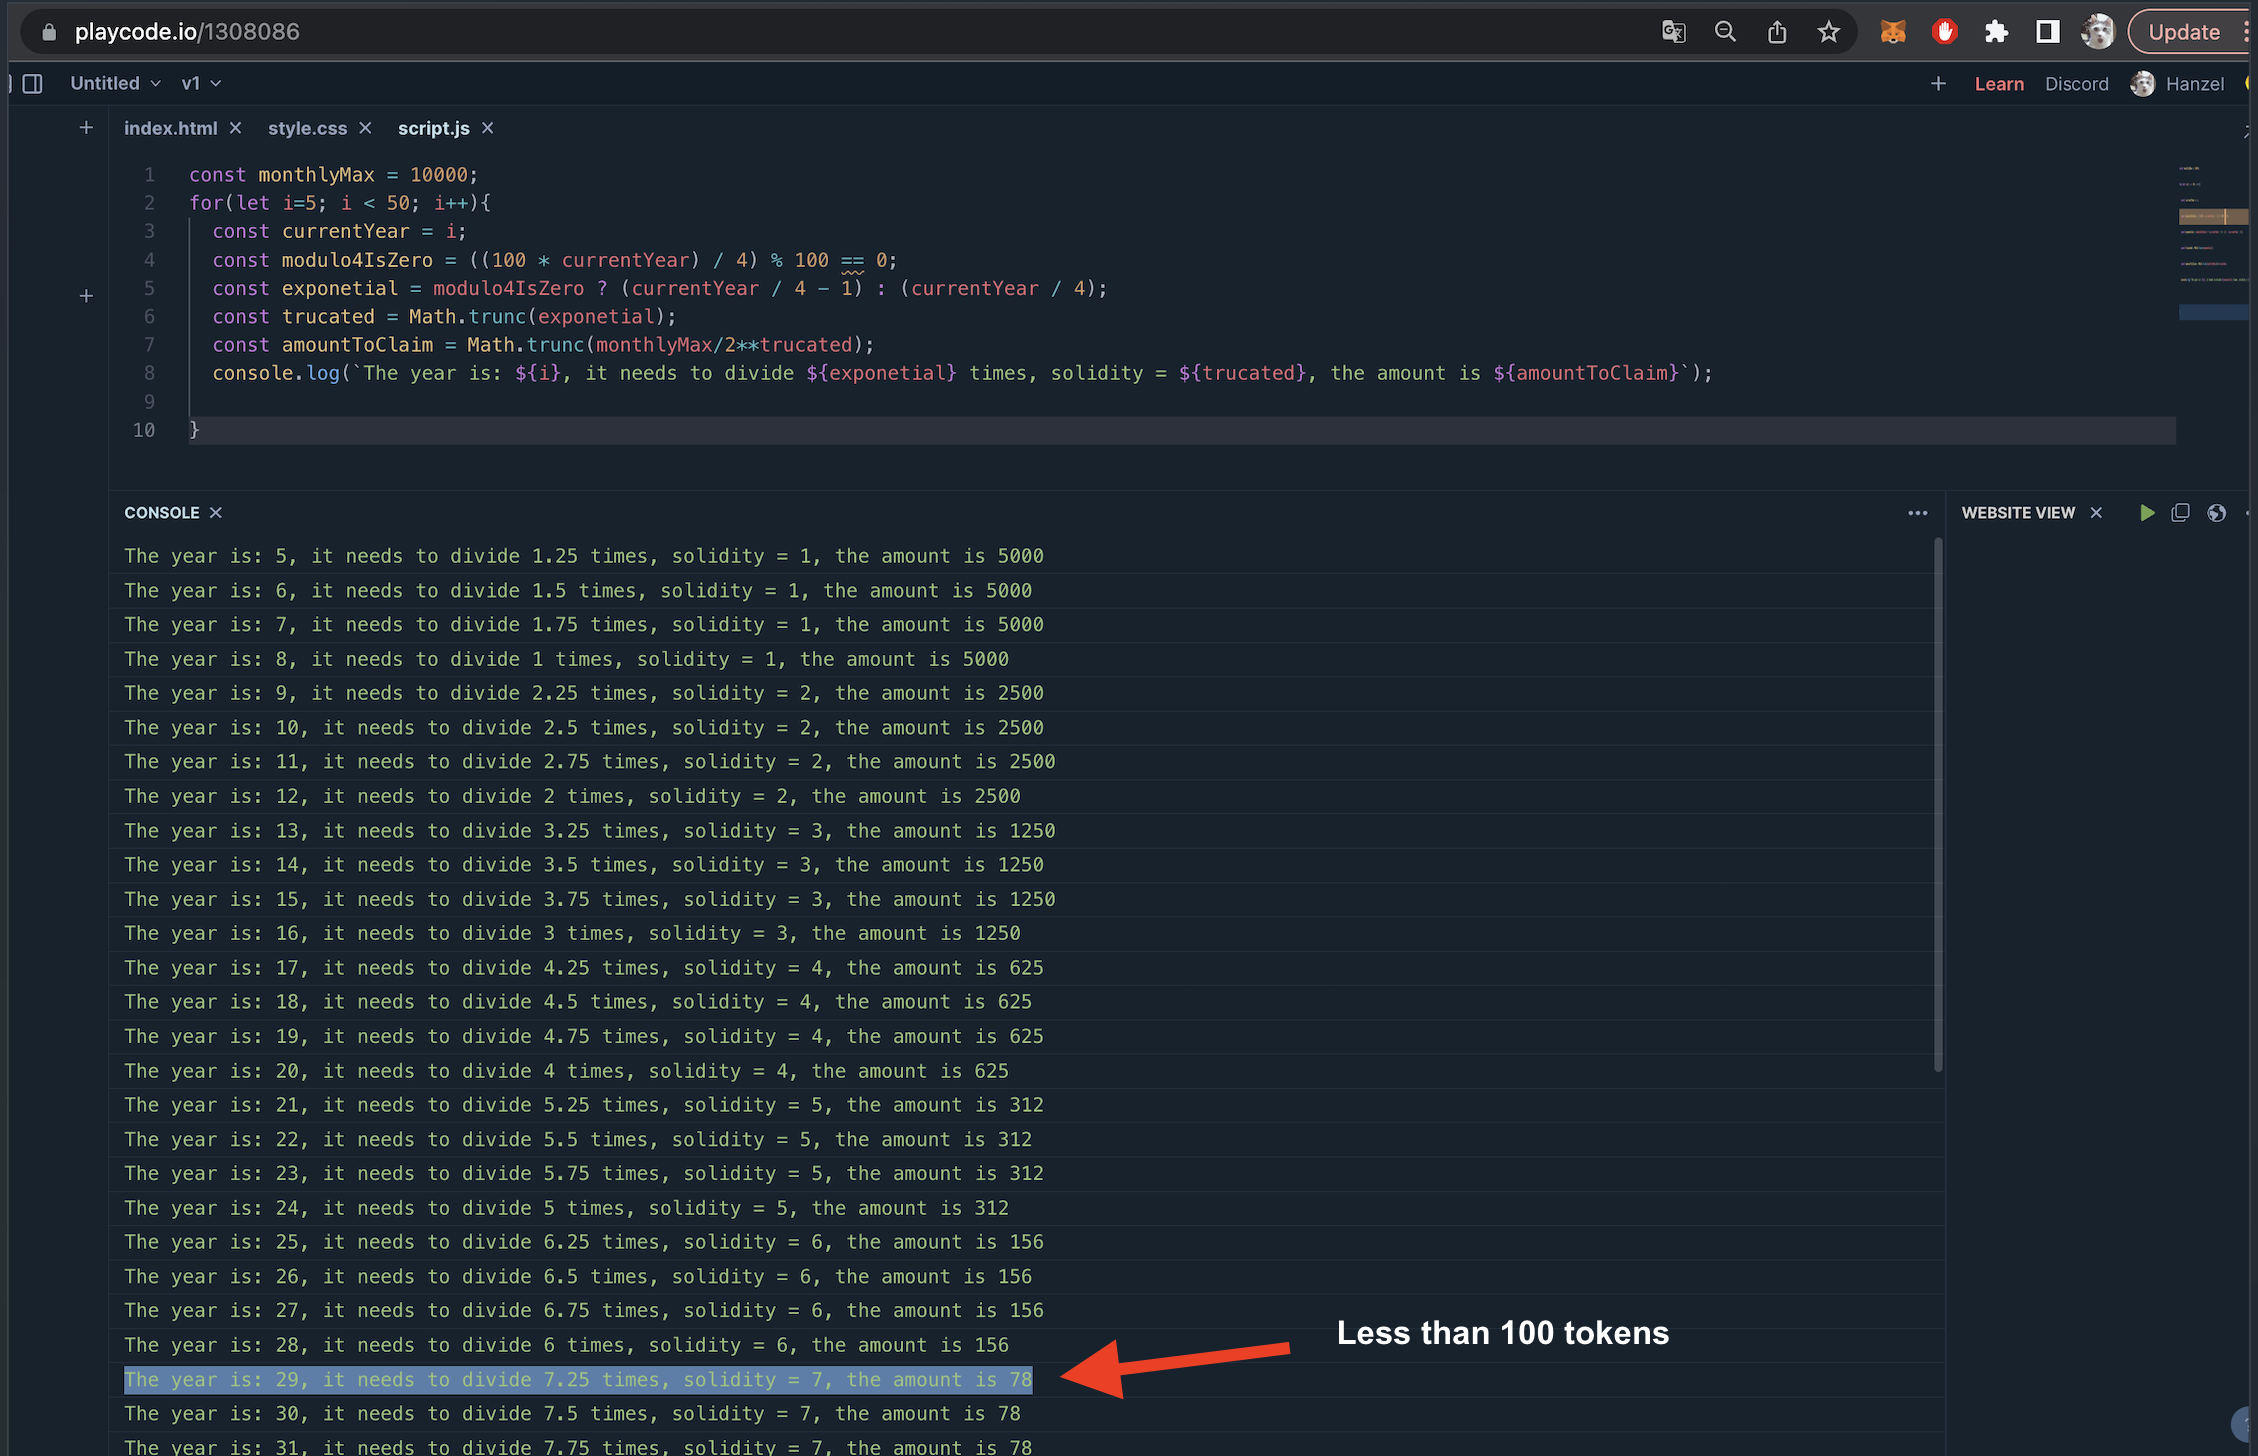 playcode.io/1308086
Update
Untitled v1
Learn Discord Hanzel
index.html style.css script.js
1 const monthlyMax = 10000;
2 for(let i=5; i < 50; i++){
3 const currentYear = i;
4 const modulo4IsZero = ((100 * currentYear) / 4) % 100 == 0;
5 const exponetial = modulo4IsZero ? (currentYear / 4 - 1) : (currentYear / 4);
6 const trucated = Math.trunc(exponetial);
7 const amountToClaim = Math.trunc(monthlyMax/2**trucated);
8 console.log(`The year is: ${i}, it needs to divide ${exponetial} times, solidity = ${trucated}, the amount is ${amountToClaim}`);
9
10 }
CONSOLE
WEBSITE VIEW
The year is: 5, it needs to divide 1.25 times, solidity = 1, the amount is 5000
The year is: 6, it needs to divide 1.5 times, solidity = 1, the amount is 5000
The year is: 7, it needs to divide 1.75 times, solidity = 1, the amount is 5000
The year is: 8, it needs to divide 1 times, solidity = 1, the amount is 5000
The year is: 9, it needs to divide 2.25 times, solidity = 2, the amount is 2500
The year is: 10, it needs to divide 2.5 times, solidity = 2, the amount is 2500
The year is: 11, it needs to divide 2.75 times, solidity = 2, the amount is 2500
The year is: 12, it needs to divide 2 times, solidity = 2, the amount is 2500
The year is: 13, it needs to divide 3.25 times, solidity = 3, the amount is 1250
The year is: 14, it needs to divide 3.5 times, solidity = 3, the amount is 1250
The year is: 15, it needs to divide 3.75 times, solidity = 3, the amount is 1250
The year is: 16, it needs to divide 3 times, solidity = 3, the amount is 1250
The year is: 17, it needs to divide 4.25 times, solidity = 4, the amount is 625
The year is: 18, it needs to divide 4.5 times, solidity = 4, the amount is 625
The year is: 19, it needs to divide 4.75 times, solidity = 4, the amount is 625
The year is: 20, it needs to divide 4 times, solidity = 4, the amount is 625
The year is: 21, it needs to divide 5.25 times, solidity = 5, the amount is 312
The year is: 22, it needs to divide 5.5 times, solidity = 5, the amount is 312
The year is: 23, it needs to divide 5.75 times, solidity = 5, the amount is 312
The year is: 24, it needs to divide 5 times, solidity = 5, the amount is 312
The year is: 25, it needs to divide 6.25 times, solidity = 6, the amount is 156
The year is: 26, it needs to divide 6.5 times, solidity = 6, the amount is 156
The year is: 27, it needs to divide 6.75 times, solidity = 6, the amount is 156
The year is: 28, it needs to divide 6 times, solidity = 6, the amount is 156
Less than 100 tokens
The year is: 29, it needs to divide 7.25 times, solidity = 7, the amount is 78
The year is: 30, it needs to divide 7.5 times, solidity = 7, the amount is 78
The year is: 31, it needs to divide 7.75 times, solidity = 7, the amount is 78